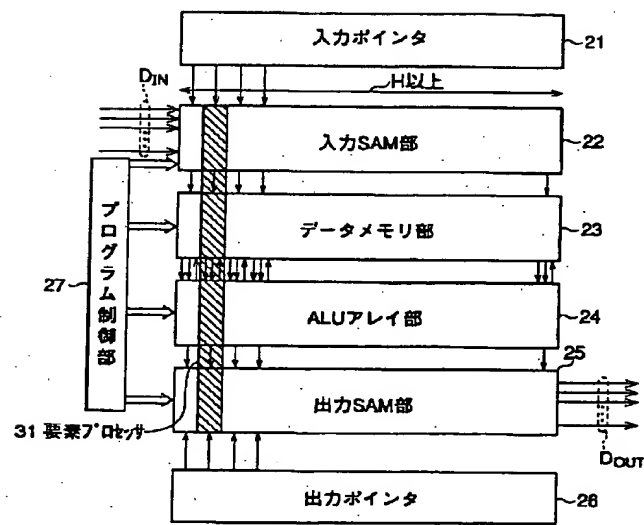 入力ポインタ 21
H以上
DIN
入力SAM部 22
データメモリ部 23
プログラム制御部 27
ALUアレイ部 24
25
出力SAM部
31 要素プロセッサ
DOUT
出力ポインタ 26